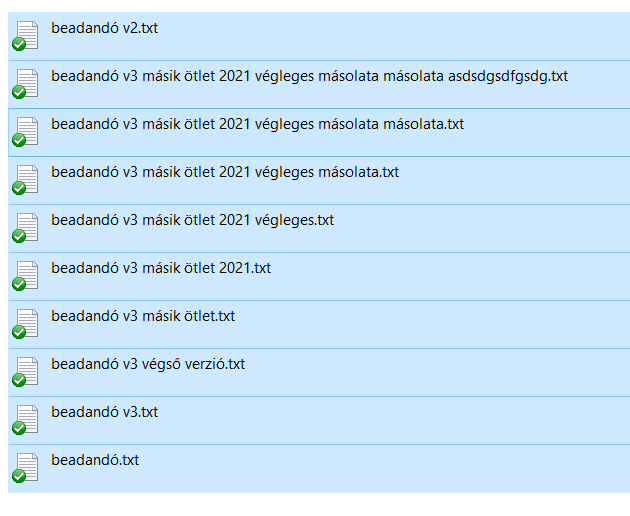 beadandó v2.txt
beadandó v3 másik ötlet 2021 végleges másolata másolata asdsdgsdfgsdg.txt
beadandó v3 másik ötlet 2021 végleges másolata másolata.txt
beadandó v3 másik ötlet 2021 végleges másolata.txt
beadandó v3 másik ötlet 2021 végleges.txt
beadandó v3 másik ötlet 2021.txt
beadandó v3 másik ötlet.txt
beadandó v3 végső verzió.txt
beadandó v3.txt
beadandó.txt